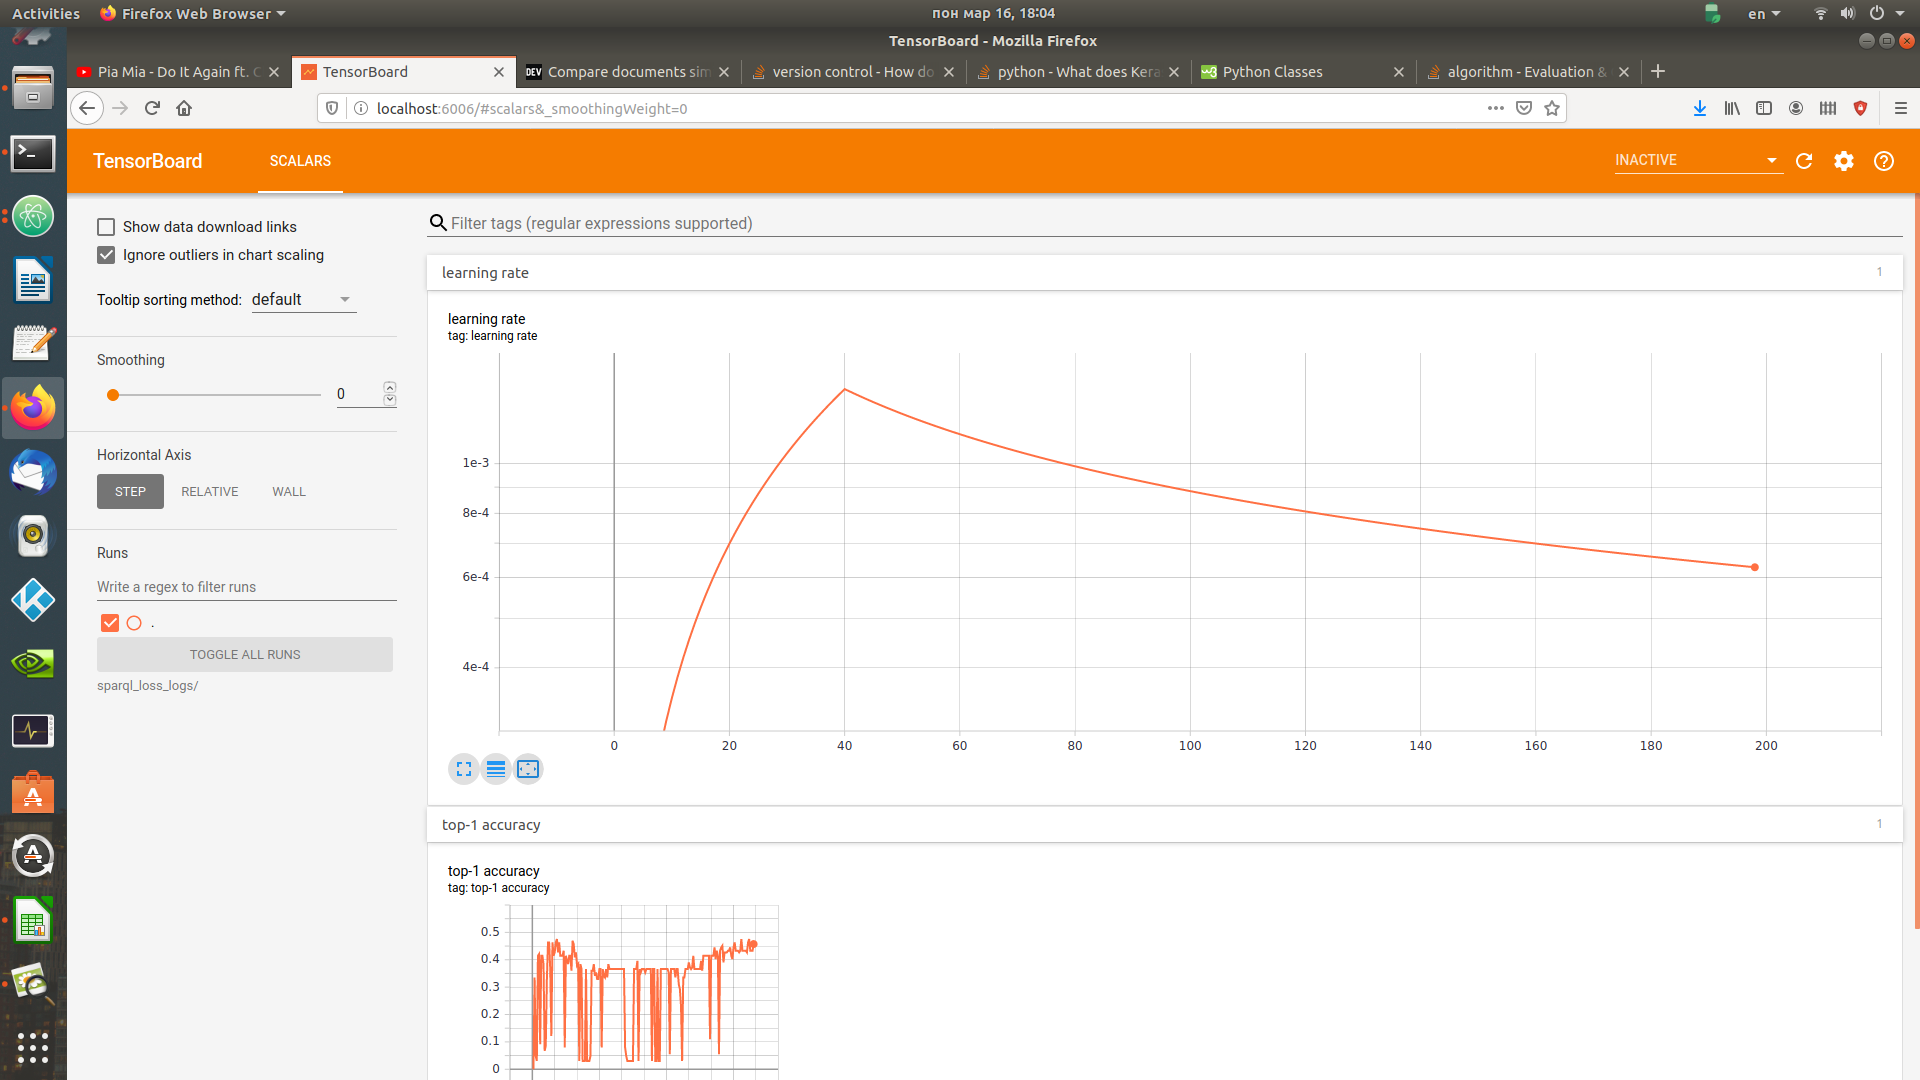 Activities Firefox Web Browser пон мар 16, 18:04 en
TensorBoard - Mozilla Firefox
Pia Mia - Do It Again ft. C TensorBoard DEV Compare documents sim version control - How do python - What does Kera w3 Python Classes algorithm - Evaluation &
localhost:6006/#scalars&_smoothingWeight=0
TensorBoard SCALARS INACTIVE
Show data download links
Ignore outliers in chart scaling
Tooltip sorting method: default
Smoothing
0
Horizontal Axis
STEP RELATIVE WALL
Runs
Write a regex to filter runs
.
TOGGLE ALL RUNS
sparql_loss_logs/
Filter tags (regular expressions supported)
learning rate 1
learning rate
tag: learning rate
1e-3
8e-4
6e-4
4e-4
0 20 40 60 80 100 120 140 160 180 200
top-1 accuracy 1
top-1 accuracy
tag: top-1 accuracy
0.5
0.4
0.3
0.2
0.1
0